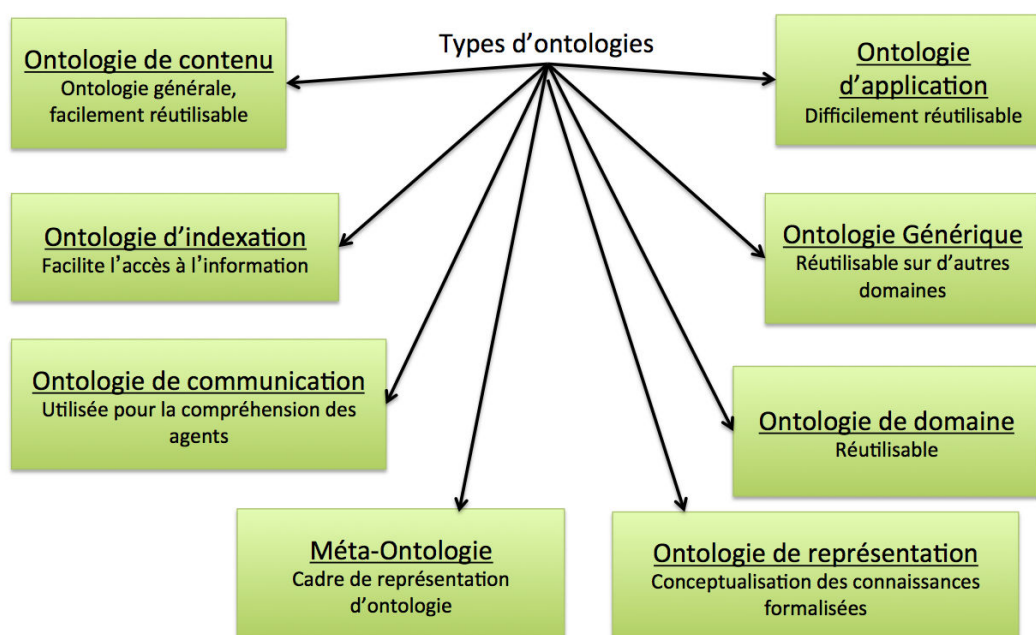 Types d'ontologies
Ontologie de contenu
Ontologie générale,
facilement réutilisable
Ontologie
d'application
Difficilement réutilisable
Ontologie d'indexation
Facilite l'accès à l'information
Ontologie Générique
Réutilisable sur d'autres
domaines
Ontologie de communication
Utilisée pour la compréhension des
agents
Ontologie de domaine
Réutilisable
Méta-Ontologie
Cadre de représentation
d'ontologie
Ontologie de représentation
Conceptualisation des connaissances
formalisées